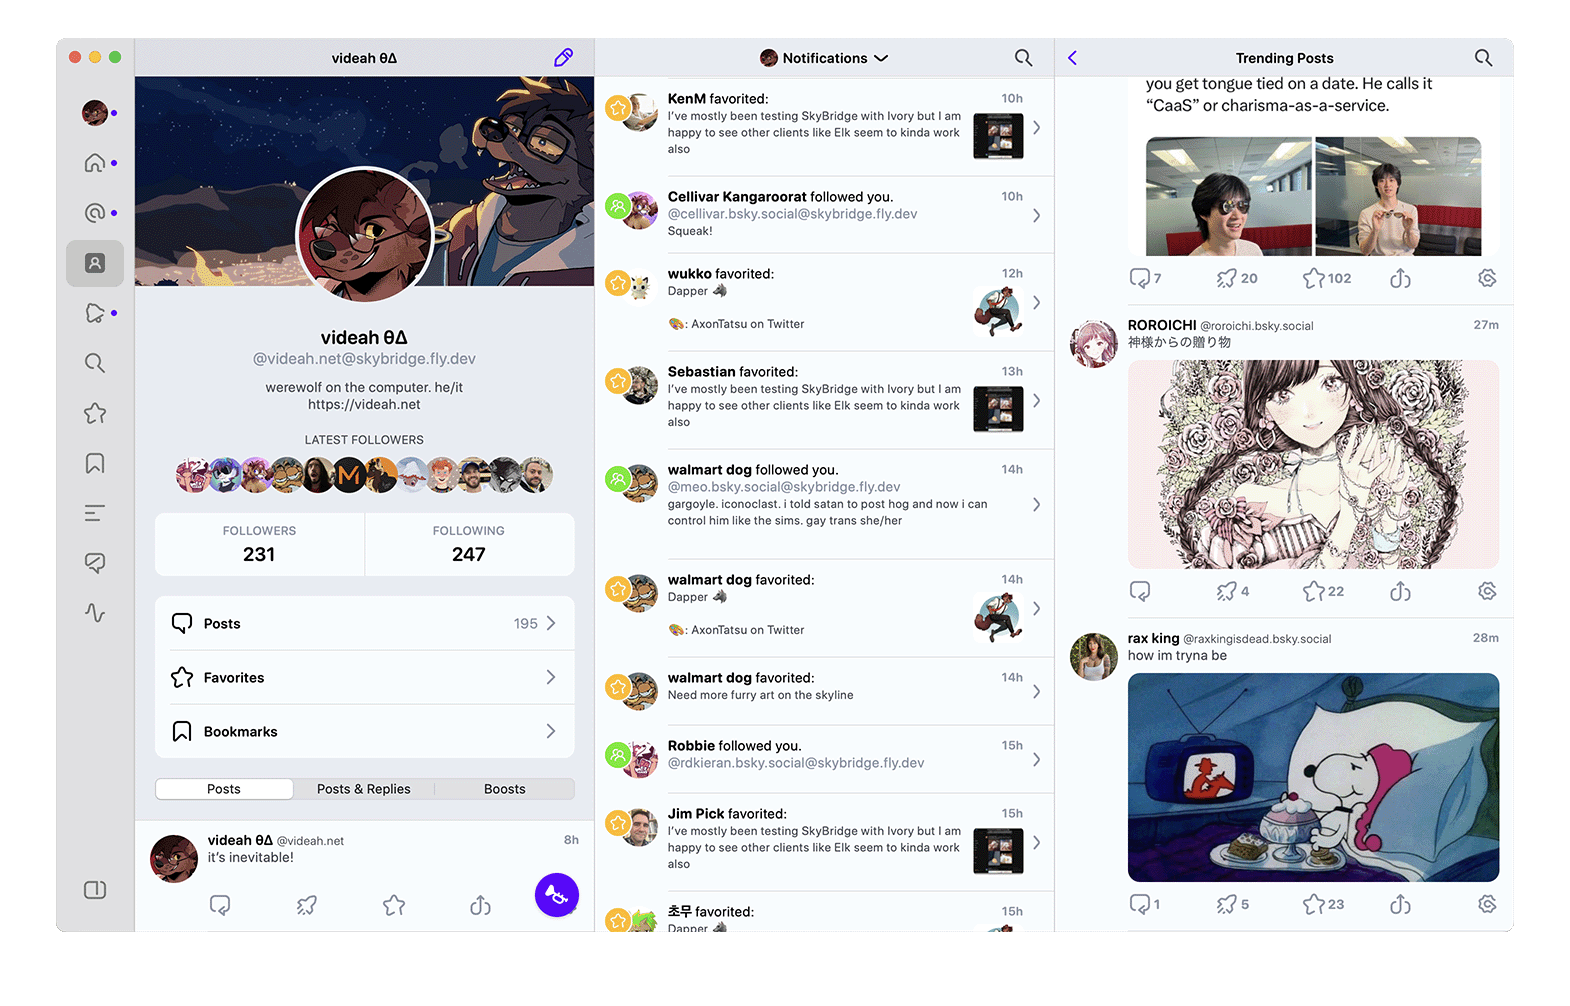 videah θΔ
videah θΔ
@videah.net@skybridge.fly.dev
werewolf on the computer. he/it
https://videah.net
LATEST FOLLOWERS
M
FOLLOWERS
231
FOLLOWING
247
Posts
195
Favorites
Bookmarks
Posts
Posts & Replies
Boosts
videah θΔ @videah.net
8h
it's inevitable!
Notifications
KenM favorited:
10h
I've mostly been testing SkyBridge with Ivory but I am
happy to see other clients like Elk seem to kinda work
also
Cellivar Kangaroorat followed you.
10h
@cellivar.bsky.social@skybridge.fly.dev
Squeak!
wukko favorited:
12h
Dapper 🐺
🎨: AxonTatsu on Twitter
Sebastian favorited:
13h
I've mostly been testing SkyBridge with Ivory but I am
happy to see other clients like Elk seem to kinda work
also
walmart dog followed you.
14h
@meo.bsky.social@skybridge.fly.dev
gargoyle. iconoclast. i told satan to post hog and now i can
control him like the sims. gay trans she/her
walmart dog favorited:
14h
Dapper 🐺
🎨: AxonTatsu on Twitter
walmart dog favorited:
14h
Need more furry art on the skyline
Robbie followed you.
15h
@rdkieran.bsky.social@skybridge.fly.dev
Jim Pick favorited:
15h
I've mostly been testing SkyBridge with Ivory but I am
happy to see other clients like Elk seem to kinda work
also
초무 favorited:
15h
Dapper 🐺
Trending Posts
you get tongue tied on a date. He calls it
“CaaS” or charisma-as-a-service.
7
20
102
ROROICHI @roroichi.bsky.social
27m
神様からの贈り物
4
22
rax king @raxkingisdead.bsky.social
28m
how im tryna be
1
5
23